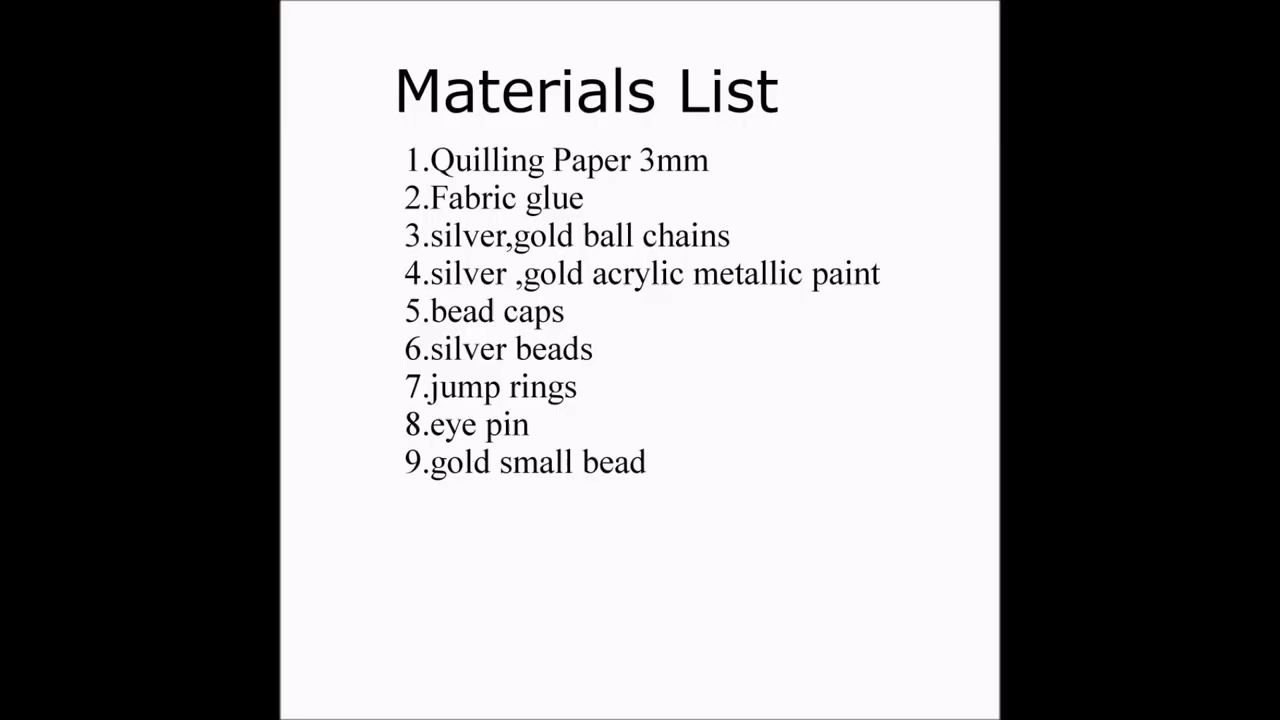 Materials List
1.Quilling Paper 3mm
2.Fabric glue
3.silver,gold ball chains
4.silver ,gold acrylic metallic paint
5.bead caps
6.silver beads
7.jump rings
8.eye pin
9.gold small bead